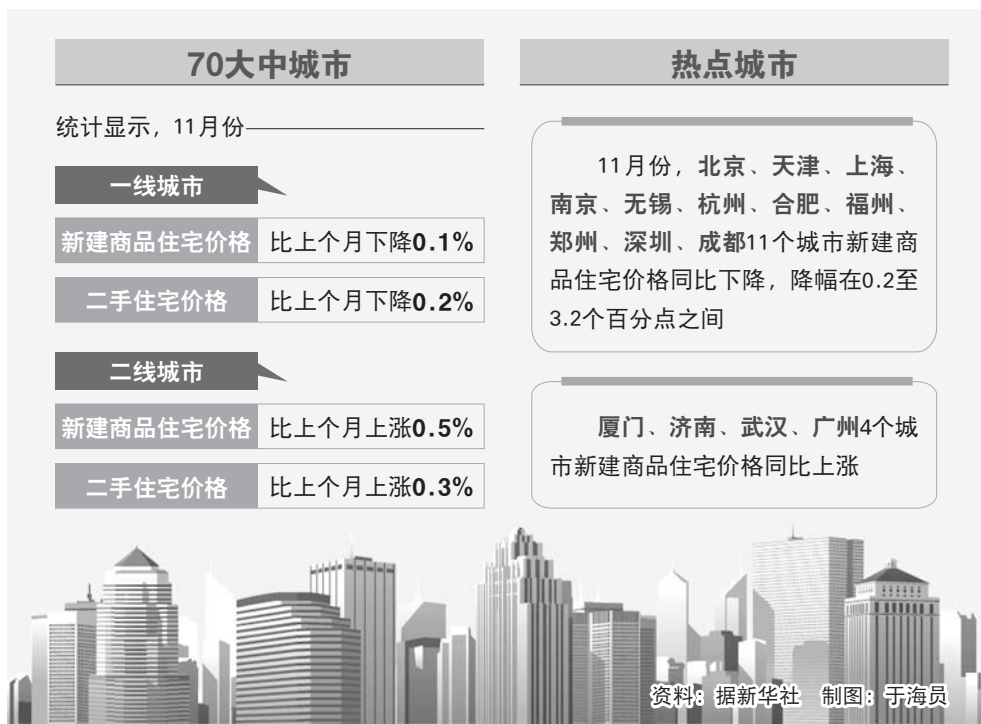 70大中城市
统计显示，11月份
一线城市
新建商品住宅价格 比上个月下降0.1%
二手住宅价格 比上个月下降0.2%
二线城市
新建商品住宅价格 比上个月上涨0.5%
二手住宅价格 比上个月上涨0.3%
热点城市
11月份，北京、天津、上海、
南京、无锡、杭州、合肥、福州、
郑州、深圳、成都11个城市新建商
品住宅价格同比下降，降幅在0.2至
3.2个百分点之间
厦门、济南、武汉、广州4个城
市新建商品住宅价格同比上涨
资料：据新华社 制图：于海员